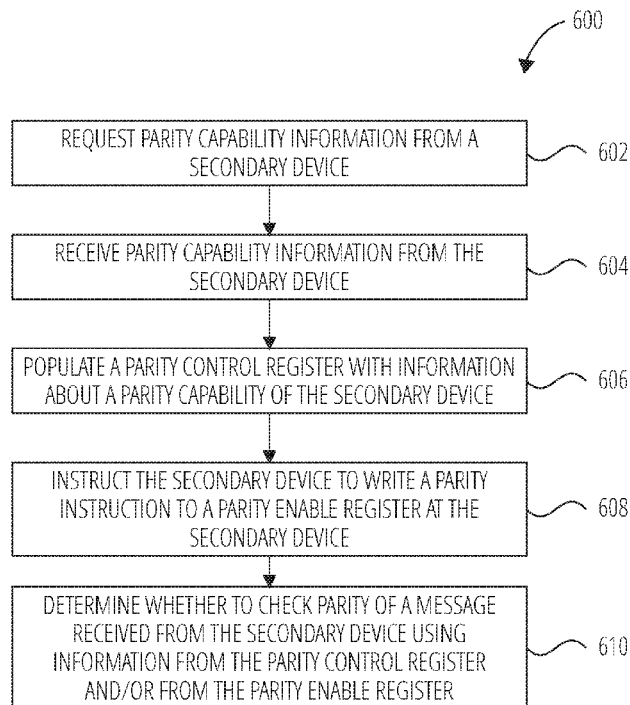 600
REQUEST PARITY CAPABILITY INFORMATION FROM A
SECONDARY DEVICE
602
RECEIVE PARITY CAPABILITY INFORMATION FROM THE
SECONDARY DEVICE
604
POPULATE A PARITY CONTROL REGISTER WITH INFORMATION
ABOUT A PARITY CAPABILITY OF THE SECONDARY DEVICE
606
INSTRUCT THE SECONDARY DEVICE TO WRITE A PARITY
INSTRUCTION TO A PARITY ENABLE REGISTER AT THE
SECONDARY DEVICE
608
DETERMINE WHETHER TO CHECK PARITY OF A MESSAGE
RECEIVED FROM THE SECONDARY DEVICE USING
INFORMATION FROM THE PARITY CONTROL REGISTER
AND/OR FROM THE PARITY ENABLE REGISTER
610